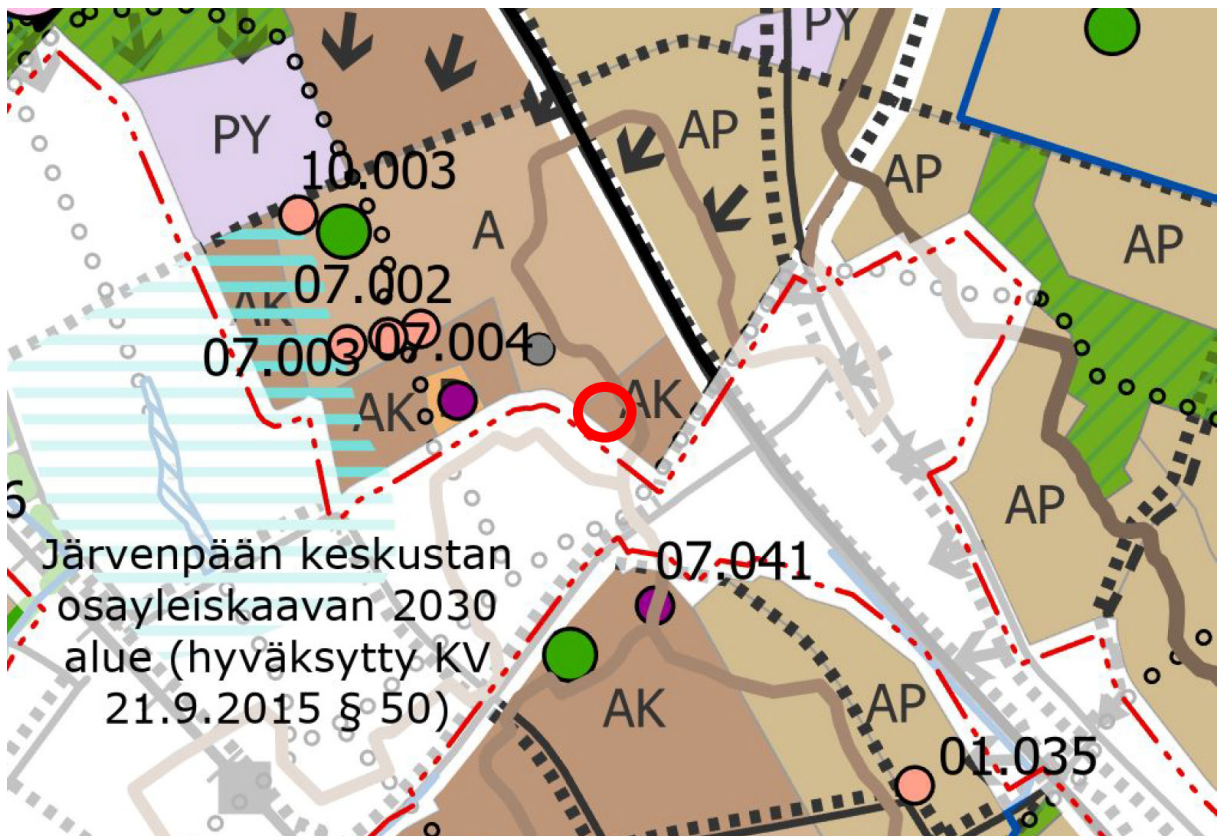 PY
PY
AP
10.003
AP
A
AP
07.002
AK
07.003
07.004
AK
AK
AP
6
Järvenpään keskustan
osayleiskaavan 2030
alue (hyväksytty KV
21.9.2015 § 50)
07.041
AK
AP
01.035